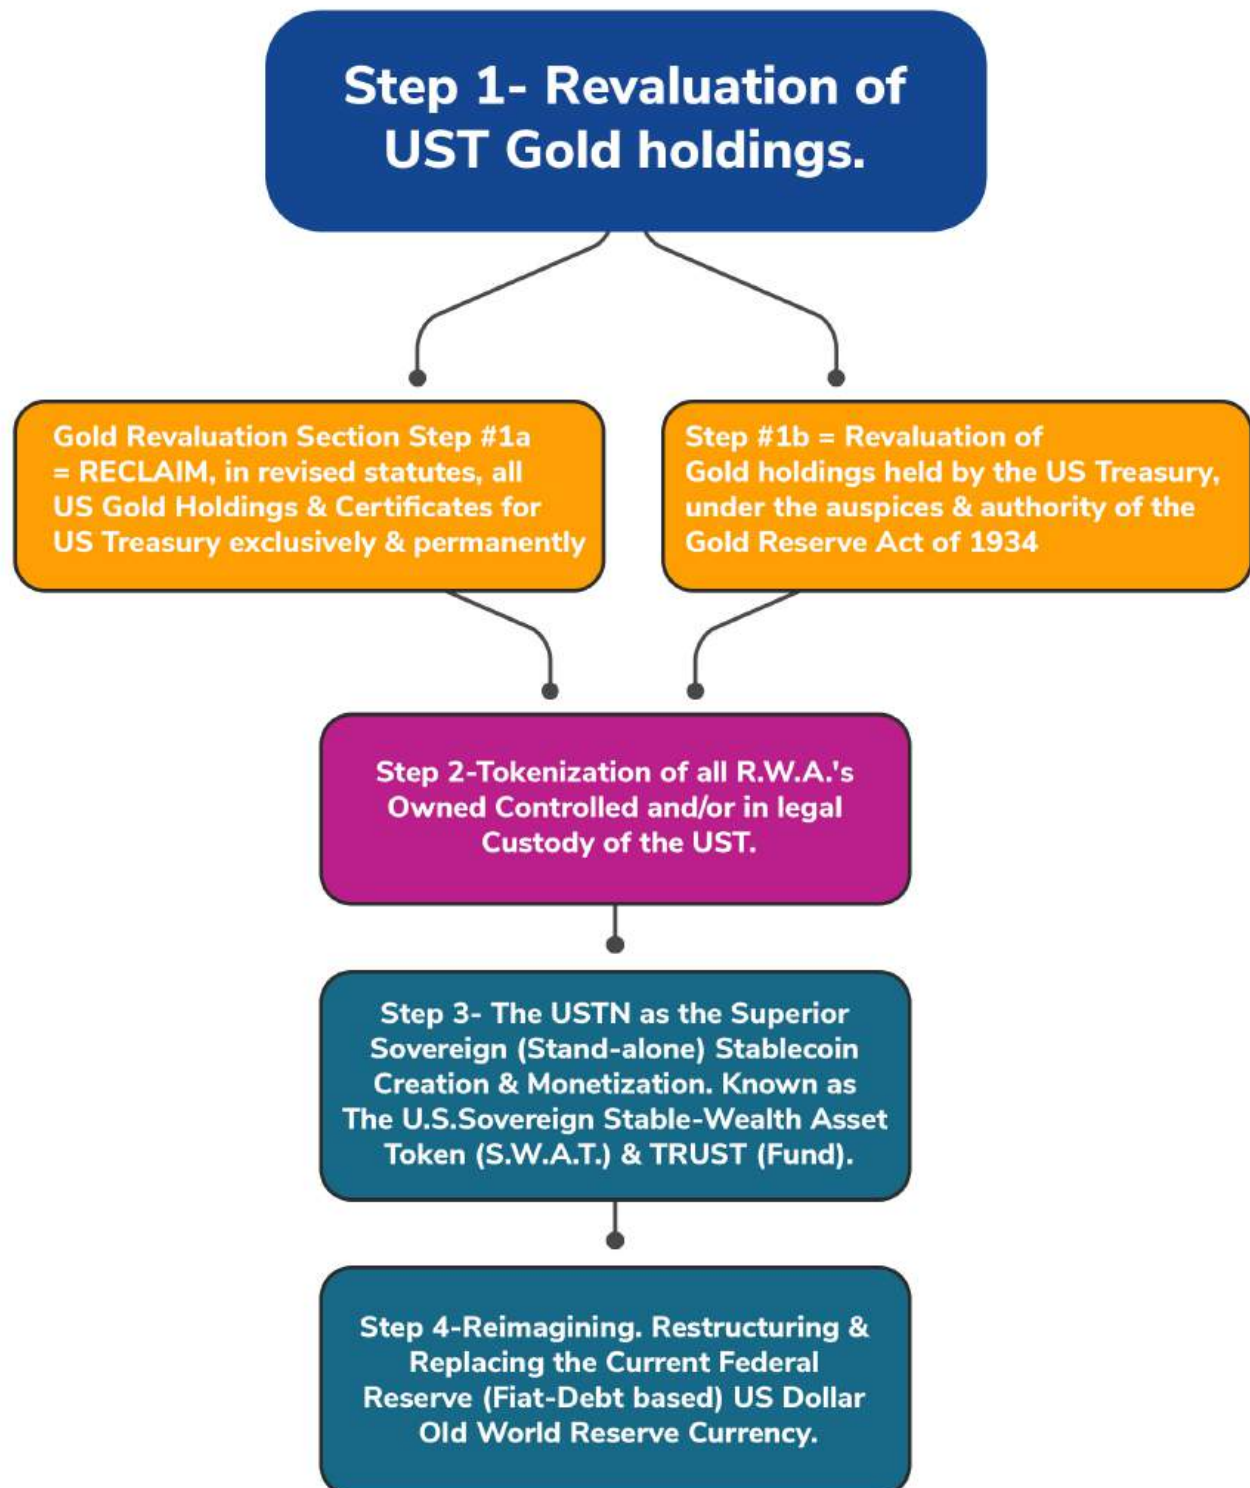 Step 1- Revaluation of
UST Gold holdings.
Gold Revaluation Section Step #1a
= RECLAIM, in revised statutes, all
US Gold Holdings & Certificates for
US Treasury exclusively & permanently
Step #1b = Revaluation of
Gold holdings held by the US Treasury,
under the auspices & authority of the
Gold Reserve Act of 1934
Step 2-Tokenization of all R.W.A.'s
Owned Controlled and/or in legal
Custody of the UST.
Step 3- The USTN as the Superior
Sovereign (Stand-alone) Stablecoin
Creation & Monetization. Known as
The U.S.Sovereign Stable-Wealth Asset
Token (S.W.A.T.) & TRUST (Fund).
Step 4-Reimagining. Restructuring &
Replacing the Current Federal
Reserve (Fiat-Debt based) US Dollar
Old World Reserve Currency.